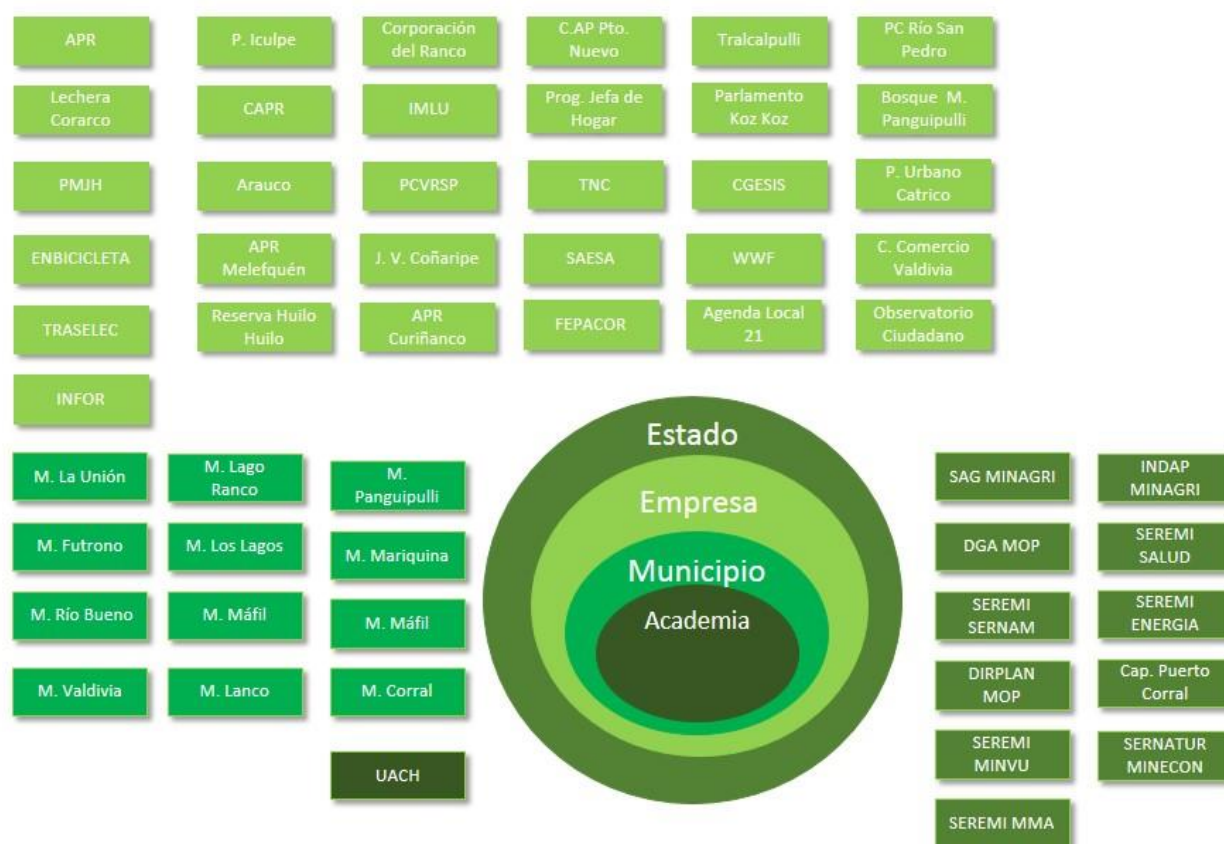 APR
P. Iculpe
Corporación
del Ranco
C.AP Pto.
Nuevo
Tralcalpulli
PC Río San
Pedro
Lechera
Corarco
CAPR
IMLU
Prog. Jefa de
Hogar
Parlamento
Koz Koz
Bosque M.
Panguipulli
PMJH
Arauco
PCVRSP
TNC
CGESIS
P. Urbano
Catrico
ENBICICLETA
APR
Melefquén
J. V. Coñaripe
SAESA
WWF
C. Comercio
Valdivia
TRASELEC
Reserva Huilo
Huilo
APR
Curiñanco
FEPACOR
Agenda Local
21
Observatorio
Ciudadano
INFOR
M. La Unión
M. Lago
Ranco
M.
Panguipulli
M. Futrono
M. Los Lagos
M. Mariquina
M. Río Bueno
M. Máfil
M. Máfil
M. Valdivia
M. Lanco
M. Corral
UACH
Estado
Empresa
Municipio
Academia
SAG MINAGRI
INDAP
MINAGRI
DGA MOP
SEREMI
SALUD
SEREMI
SERNAM
SEREMI
ENERGIA
DIRPLAN
MOP
Cap. Puerto
Corral
SEREMI
MINVU
SERNATUR
MINECON
SEREMI MMA